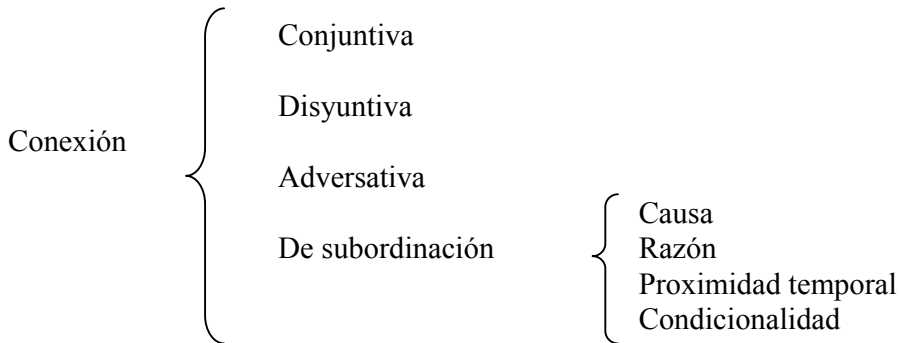 Conexión
Conjuntiva
Disyuntiva
Adversativa
De subordinación
Causa
Razón
Proximidad temporal
Condicionalidad